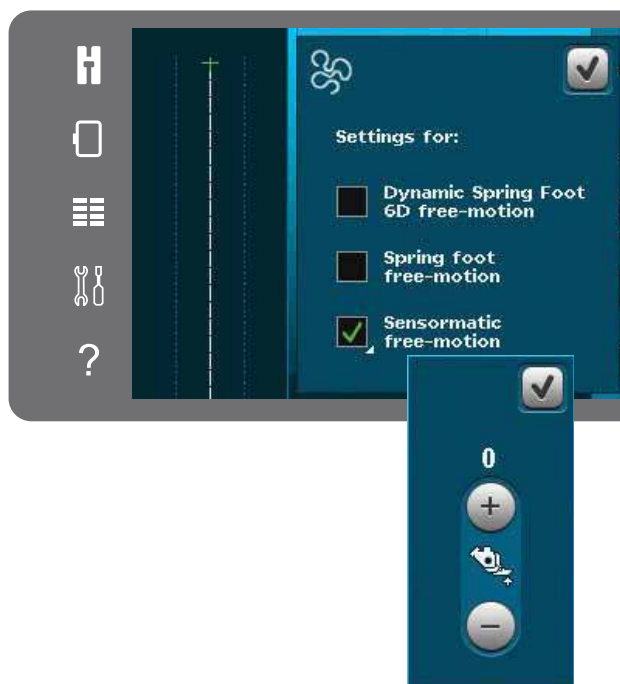 Settings for:
Dynamic Spring Foot
6D free-motion
Spring foot
free-motion
Sensormatic
free-motion
?
0
+
−